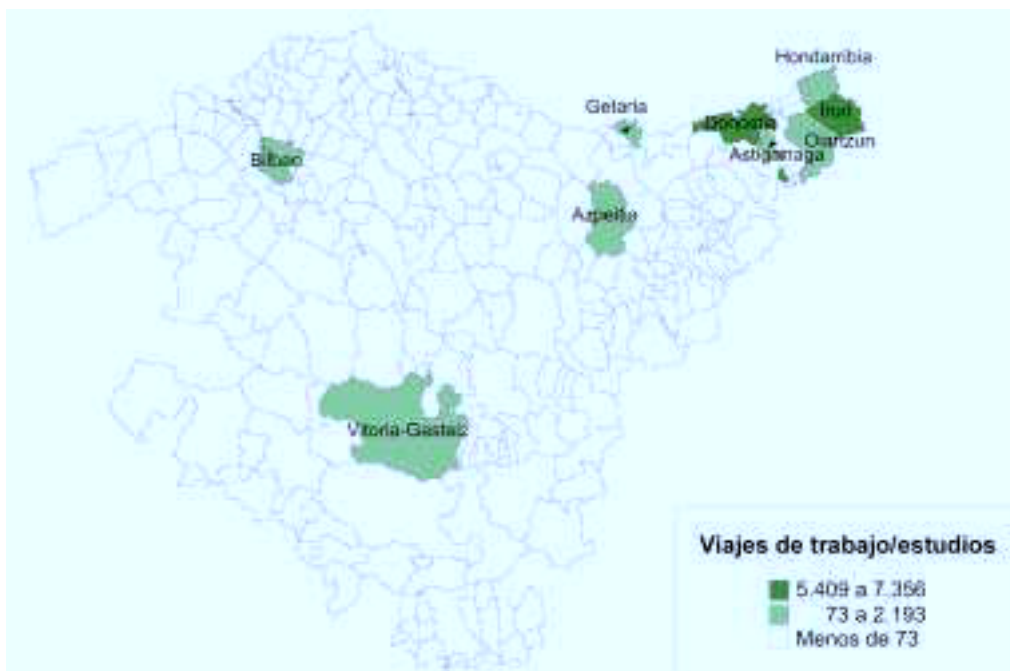 Hondarribia
Getaria
Irun
Donostia
Oiartzun
Astigarraga
Bilbao
Azpeitia
Vitoria-Gasteiz
Viajes de trabajo/estudios
5.409 a 7.356
73 a 2.193
Menos de 73